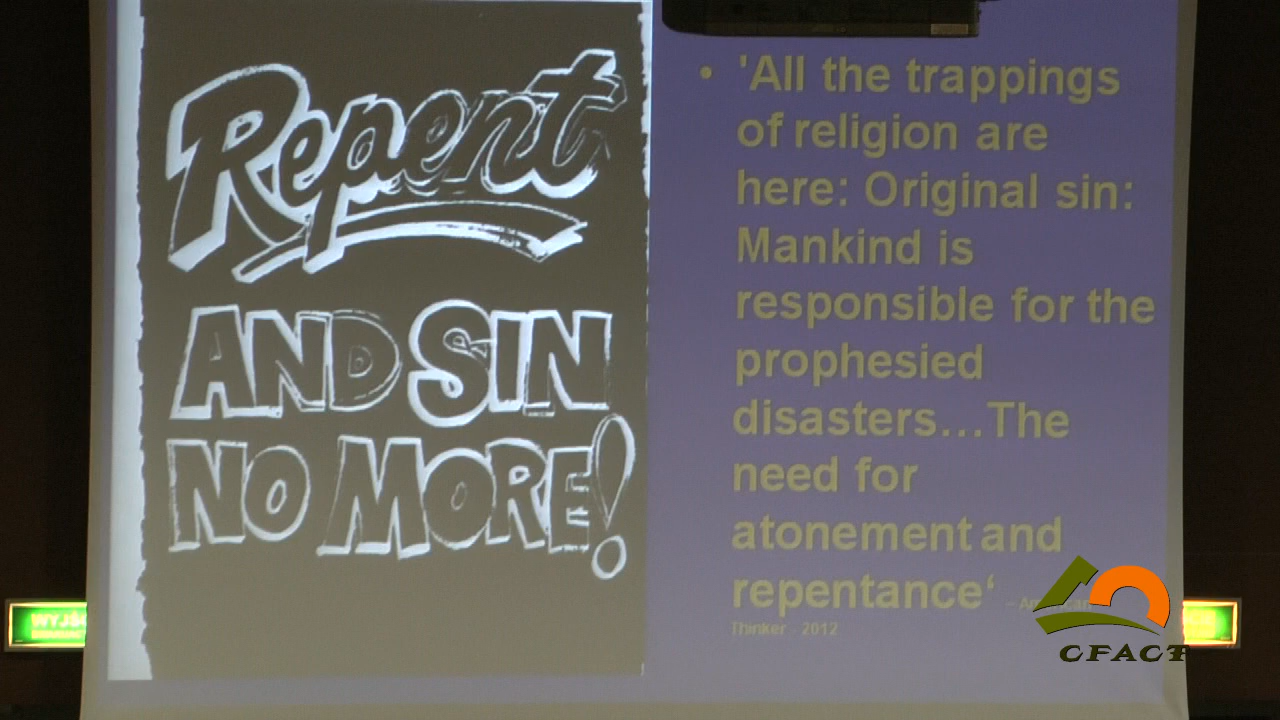 Repent
AND SIN
NO MORE!
• 'All the trappings
of religion are
here: Original sin:
Mankind is
responsible for the
prophesied
disasters…The
need for
atonement and
repentance‘ – American
Thinker - 2012
CFACT